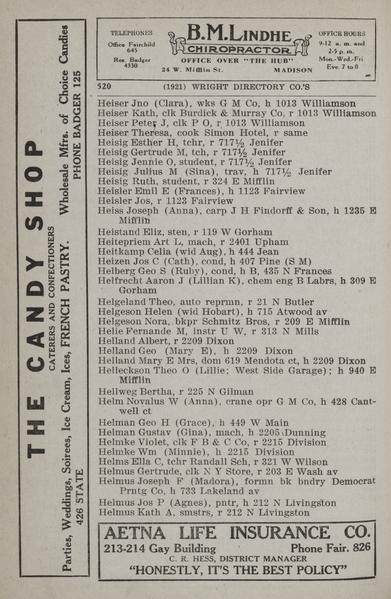 THE CANDY SHOP
CATERERS AND CONFECTIONERS
Parties, Weddings, Soirees, Ice Cream, Ices, FRENCH PASTRY. Wholesale Mfrs. of Choice Candies
426 STATE PHONE BADGER 125
TELEPHONES
Office Fairchild
645
Res. Badger
4330
B.M. LINDHE
CHIROPRACTOR
OFFICE OVER "THE HUB"
24 W. Mifflin St. MADISON
OFFICE HOURS
9-12 a. m. and
2-5 p. m.
Mon.-Wed.-Fri
Eve. 7 to 8
520 (1921) WRIGHT DIRECTORY CO.'S
Heiser Jno (Clara), wks G M Co, h 1013 Williamson
Heiser Kath, clk Burdick & Murray Co, r 1013 Williamson
Heiser Peter J, clk P O, r 1013 Williamson
Heiser Theresa, cook Simon Hotel, r same
Heisig Esther H, tchr, r 717½ Jenifer
Heisig Gertrude M, tch, r 717½ Jenifer
Heisig Jennie O, student, r 717½ Jenifer
Heisig Julius M (Sina), trav, h 717½ Jenifer
Heisig Ruth, student, r 324 E Mifflin
Heisler Emil E (Frances), h 1123 Fairview
Heisler Jos, r 1123 Fairview
Heiss Joseph (Anna), carp J H Findorff & Son, h 1235 E
Mifflin
Heistand Eliz, sten, r 119 W Gorham
Heitepriem Art L, mach, r 2401 Upham
Heitkamp Celia (wid Aug), h 444 Jean
Heizen Jos C (Cath), cond, h 407 Pine (S M)
Helberg Geo S (Ruby), cond, h B, 435 N Frances
Helfrecht Aaron J (Lillian K), chem eng B Labrs, h 309 E
Gorham
Helgeland Theo, auto reprmn, r 21 N Butler
Helgeson Helen (wid Hobart), h 715 Atwood av
Helgeson Nora, bkpr Schmitz Bros, r 209 E Mifflin
Helie Fernande M, instr U W, r 313 N Mills
Helland Albert, r 2209 Dixon
Helland Geo (Mary E), h 2209 Dixon
Helland Mary E Mrs, dom 619 Mendota ct, h 2209 Dixon
Helleckson Theo O (Lillie; West Side Garage); h 940 E
Mifflin
Hellweg Bertha, r 225 N Gilman
Helm Novalus W (Anna), crane opr G M Co, h 428 Cant-
well ct
Helman Geo H (Grace), h 449 W Main
Helman Gustav (Gina), mach, h 2205 Dunning
Helmke Violet, clk F B & C Co, r 2215 Division
Helmke Wm (Minnie), h 2215 Division
Helms Ella C, tchr Randall Sch, r 321 W Wilson
Helmus Gertrude, clk N Y Store, r 203 E Wash av
Helmus Joseph F (Madora), formn bk bndry Democrat
Prntg Co, h 733 Lakeland av
Helmus Jos P (Agnes), pntr, h 212 N Livingston
Helmus Kath A, smstrs, r 212 N Livingston
AETNA LIFE INSURANCE CO.
213-214 Gay Building Phone Fair. 826
C. R. HESS, DISTRICT MANAGER
"HONESTLY, IT'S THE BEST POLICY"